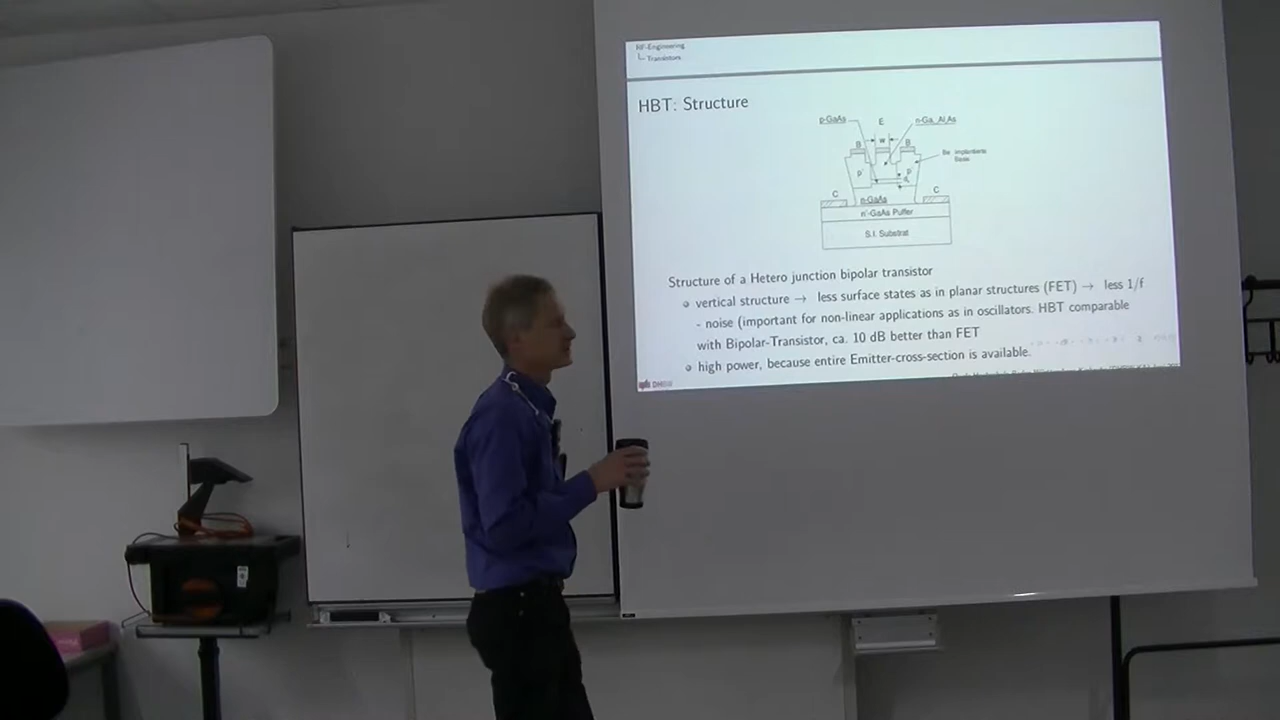 RF-Engineering
Transistors
HBT: Structure
p-GaAs
E
n-Ga Al As
w
B
B
Be implantierte
Basis
p
p
C
C
n-GaAs
n-GaAs Puffer
S.I. Substrat
Structure of a Hetero junction bipolar transistor
vertical structure → less surface states as in planar structures (FET) → less 1/f
- noise (important for non-linear applications as in oscillators. HBT comparable
with Bipolar-Transistor, ca. 10 dB better than FET
high power, because entire Emitter-cross-section is available.